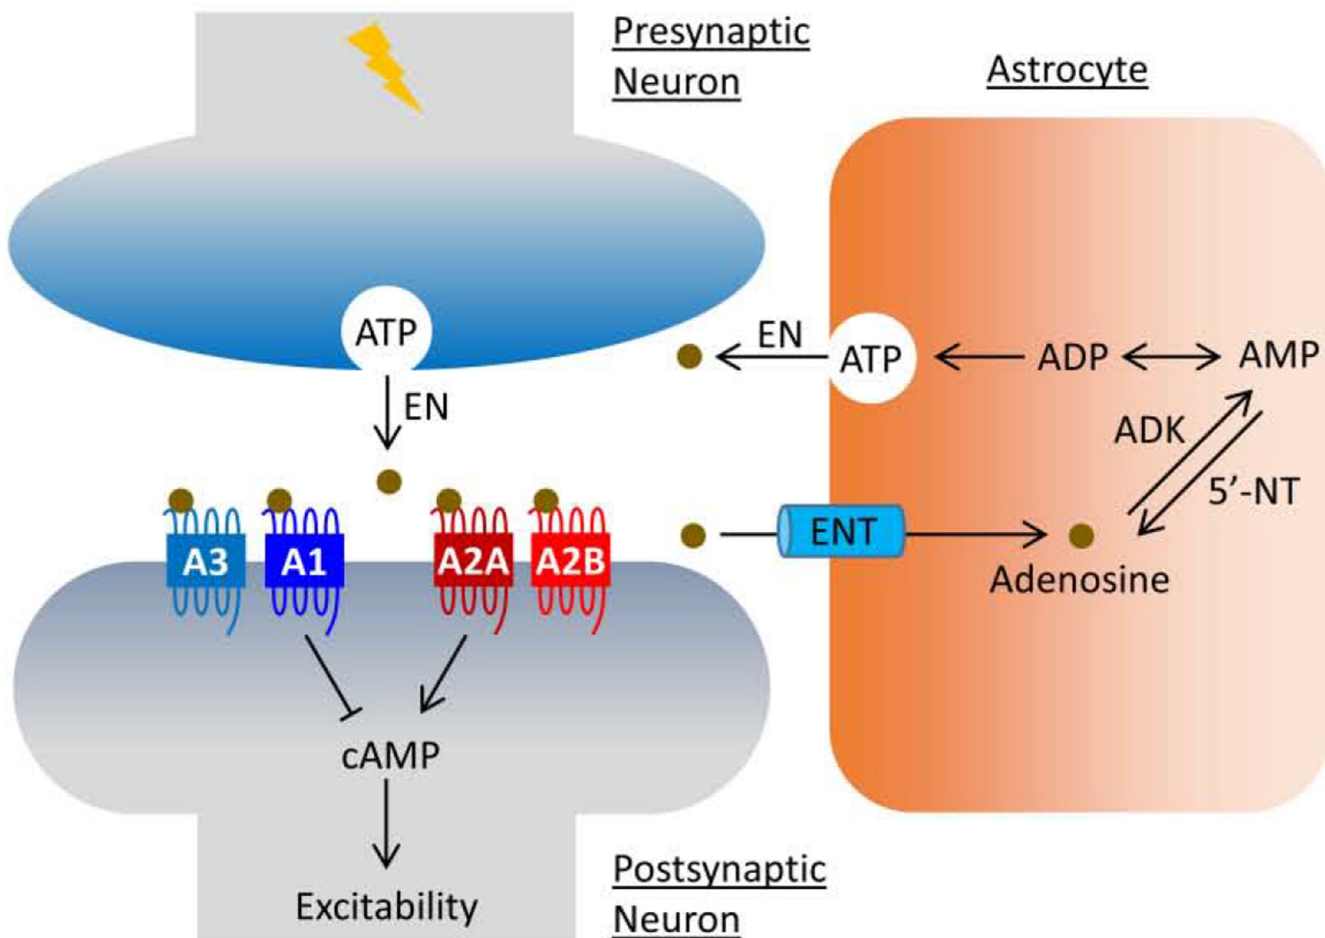 Presynaptic
Neuron
Astrocyte
ATP
EN
EN
ATP
ADP
AMP
ADK
5’-NT
ENT
Adenosine
A3
A1
A2A
A2B
cAMP
Excitability
Postsynaptic
Neuron